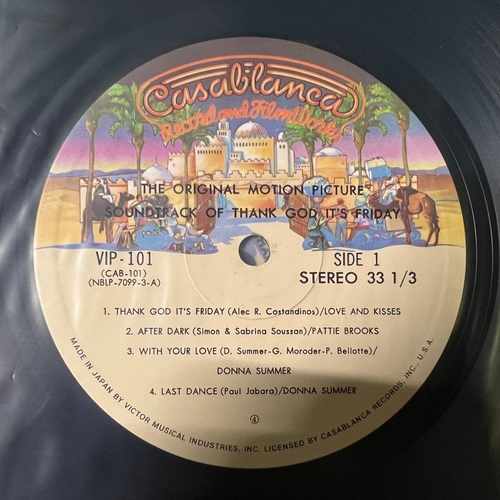 Casablanca
Record and FilmWorks
THE ORIGINAL MOTION PICTURE
SOUNDTRACK OF THANK GOD IT'S FRIDAY
VIP-101
(CAB-101)
(NBLP-7099-3-A)
SIDE 1
STEREO 33 1/3
1. THANK GOD IT'S FRIDAY (Alec R. Costandinos)/LOVE AND KISSES
2. AFTER DARK (Simon & Sabrina Soussan)/PATTIE BROOKS
3. WITH YOUR LOVE (D. Summer-G. Moroder-P. Bellotte)/
DONNA SUMMER
4. LAST DANCE (Paul Jabara)/DONNA SUMMER
MADE IN JAPAN BY VICTOR MUSICAL INDUSTRIES, INC. LICENSED BY CASABLANCA RECORDS, INC., U.S.A.